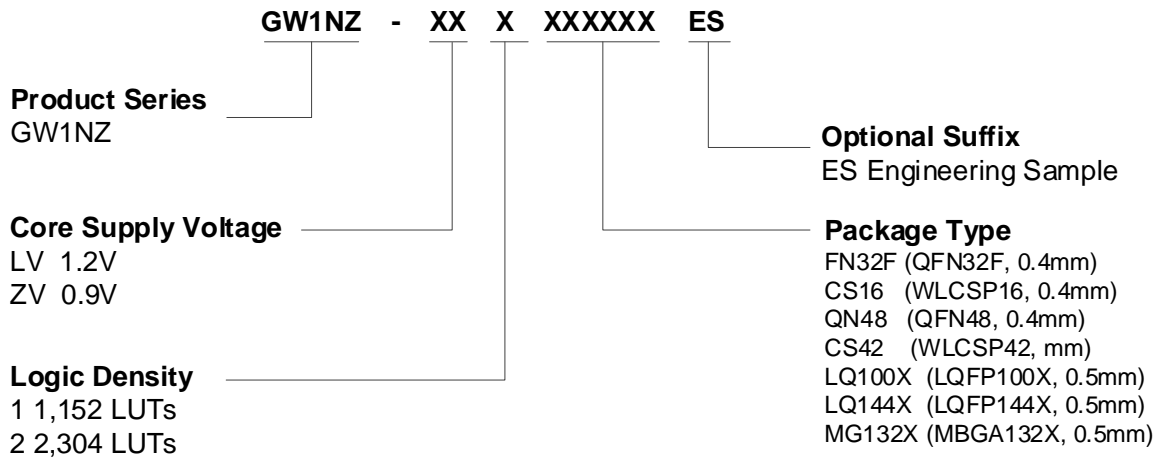 GW1NZ - XX X XXXXXX ES
Product Series
GW1NZ
Core Supply Voltage
LV 1.2V
ZV 0.9V
Logic Density
1 1,152 LUTs
2 2,304 LUTs
Optional Suffix
ES Engineering Sample
Package Type
FN32F (QFN32F, 0.4mm)
CS16 (WLCSP16, 0.4mm)
QN48 (QFN48, 0.4mm)
CS42 (WLCSP42, mm)
LQ100X (LQFP100X, 0.5mm)
LQ144X (LQFP144X, 0.5mm)
MG132X (MBGA132X, 0.5mm)